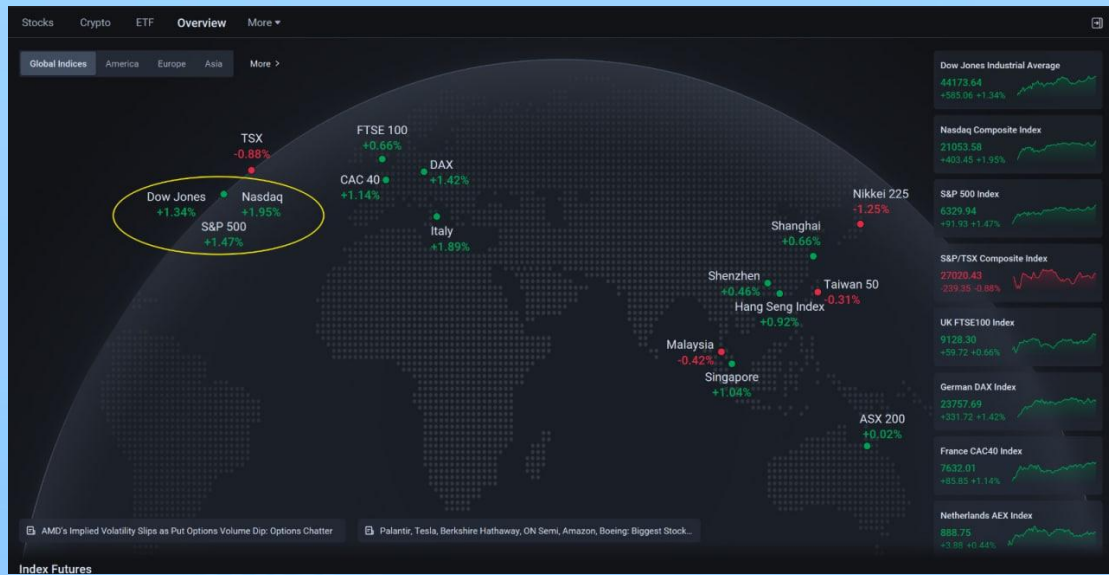 Stocks Crypto ETF Overview More
Global Indices America Europe Asia More >
TSX
-0.88%
Dow Jones
+1.34%
Nasdaq
+1.95%
S&P 500
+1.47%
FTSE 100
+0.66%
CAC 40
+1.14%
DAX
+1.42%
Italy
+1.89%
Nikkei 225
-1.25%
Shanghai
+0.66%
Shenzhen
+0.46%
Taiwan 50
-0.31%
Hang Seng Index
+0.92%
Malaysia
-0.42%
Singapore
+1.04%
ASX 200
+0.02%
Dow Jones Industrial Average
44173.64
+585.06 +1.34%
Nasdaq Composite Index
21053.58
+403.45 +1.95%
S&P 500 Index
6329.94
+91.93 +1.47%
S&P/TSX Composite Index
27020.43
-239.35 -0.88%
UK FTSE100 Index
9128.30
+59.72 +0.66%
German DAX Index
23757.69
+331.72 +1.42%
France CAC40 Index
7632.01
+85.85 +1.14%
Netherlands AEX Index
888.75
+3.88 +0.44%
AMD's Implied Volatility Slips as Put Options Volume Dip: Options Chatter
Palantir, Tesla, Berkshire Hathaway, ON Semi, Amazon, Boeing: Biggest Stock...
Index Futures